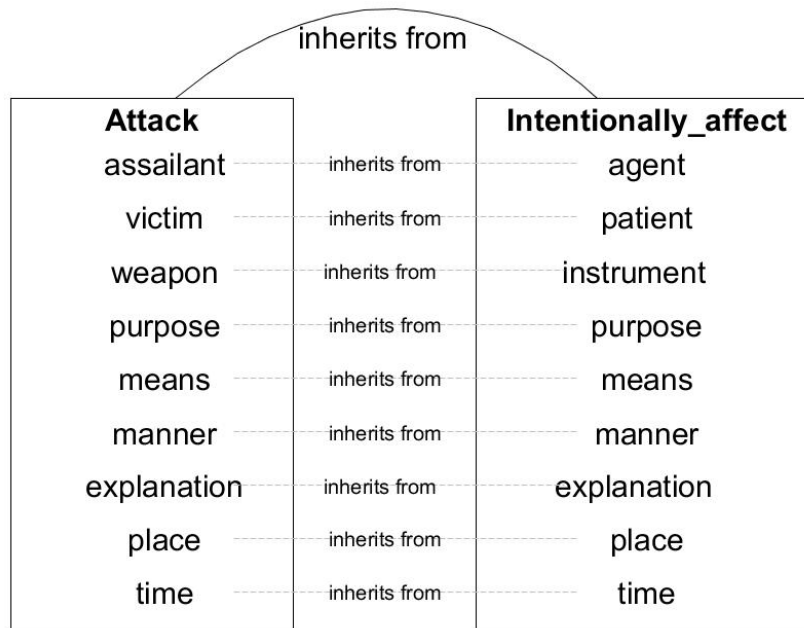 inherits from
Attack Intentionally_affect
assailant inherits from agent
victim inherits from patient
weapon inherits from instrument
purpose inherits from purpose
means inherits from means
manner inherits from manner
explanation inherits from explanation
place inherits from place
time inherits from time